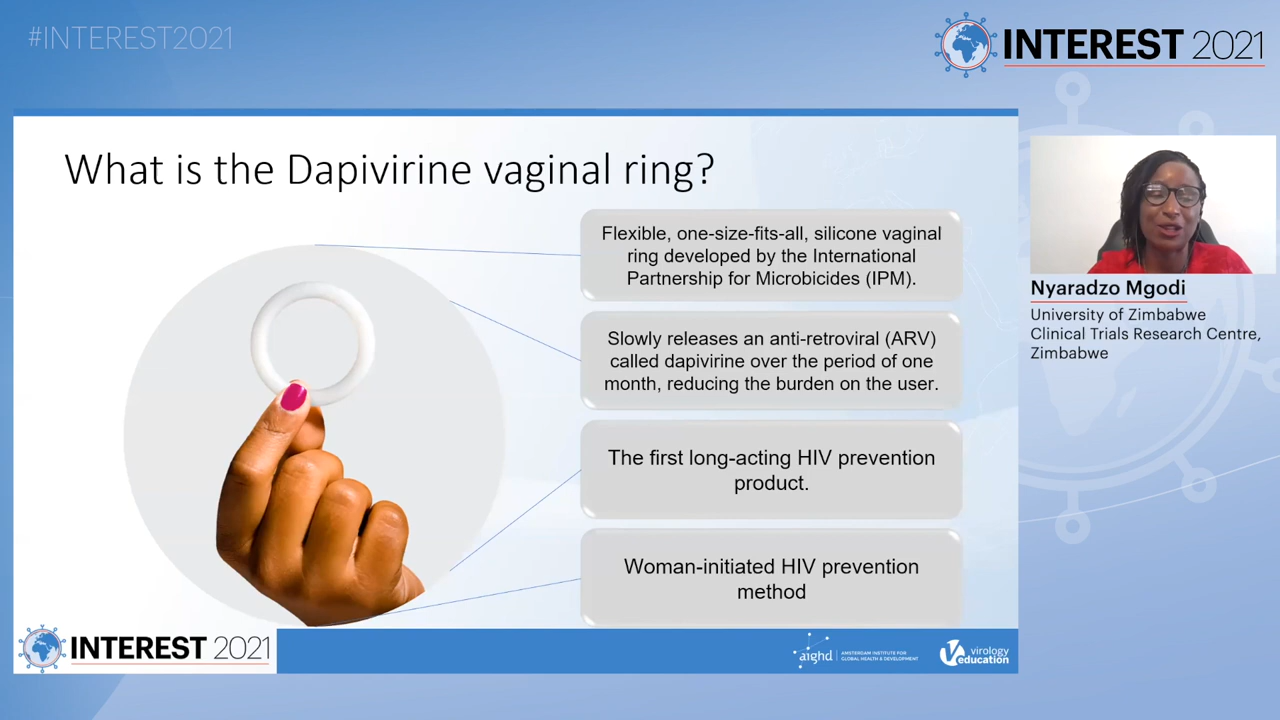 #INTEREST2021
INTEREST 2021
What is the Dapivirine vaginal ring?
Flexible, one-size-fits-all, silicone vaginal
ring developed by the International
Partnership for Microbicides (IPM).
Slowly releases an anti-retroviral (ARV)
called dapivirine over the period of one
month, reducing the burden on the user.
The first long-acting HIV prevention
product.
Woman-initiated HIV prevention
method
Nyaradzo Mgodi
University of Zimbabwe
Clinical Trials Research Centre,
Zimbabwe
INTEREST 2021
aighd
AMSTERDAM INSTITUTE FOR
GLOBAL HEALTH & DEVELOPMENT
virology
education